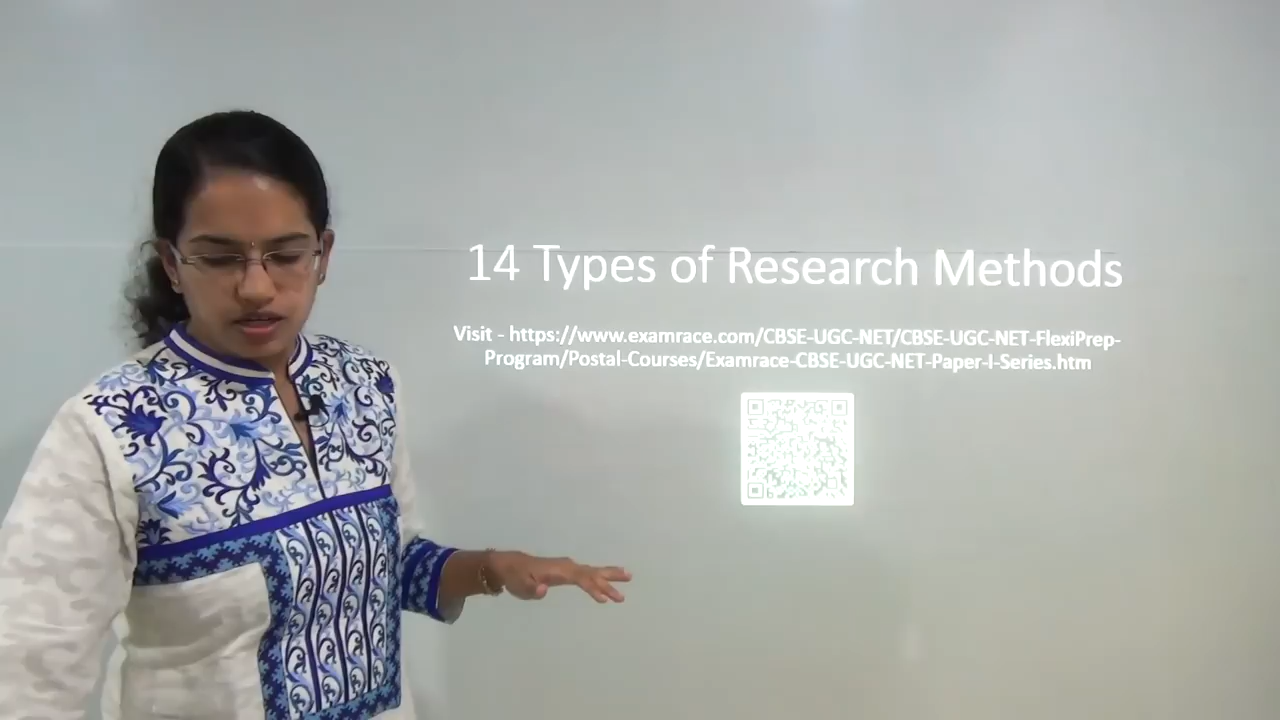 14 Types of Research Methods
Visit - https://www.examrace.com/CBSE-UGC-NET/CBSE-UGC-NET-FlexiPrep-
Program/Postal-Courses/Examrace-CBSE-UGC-NET-Paper-I-Series.htm